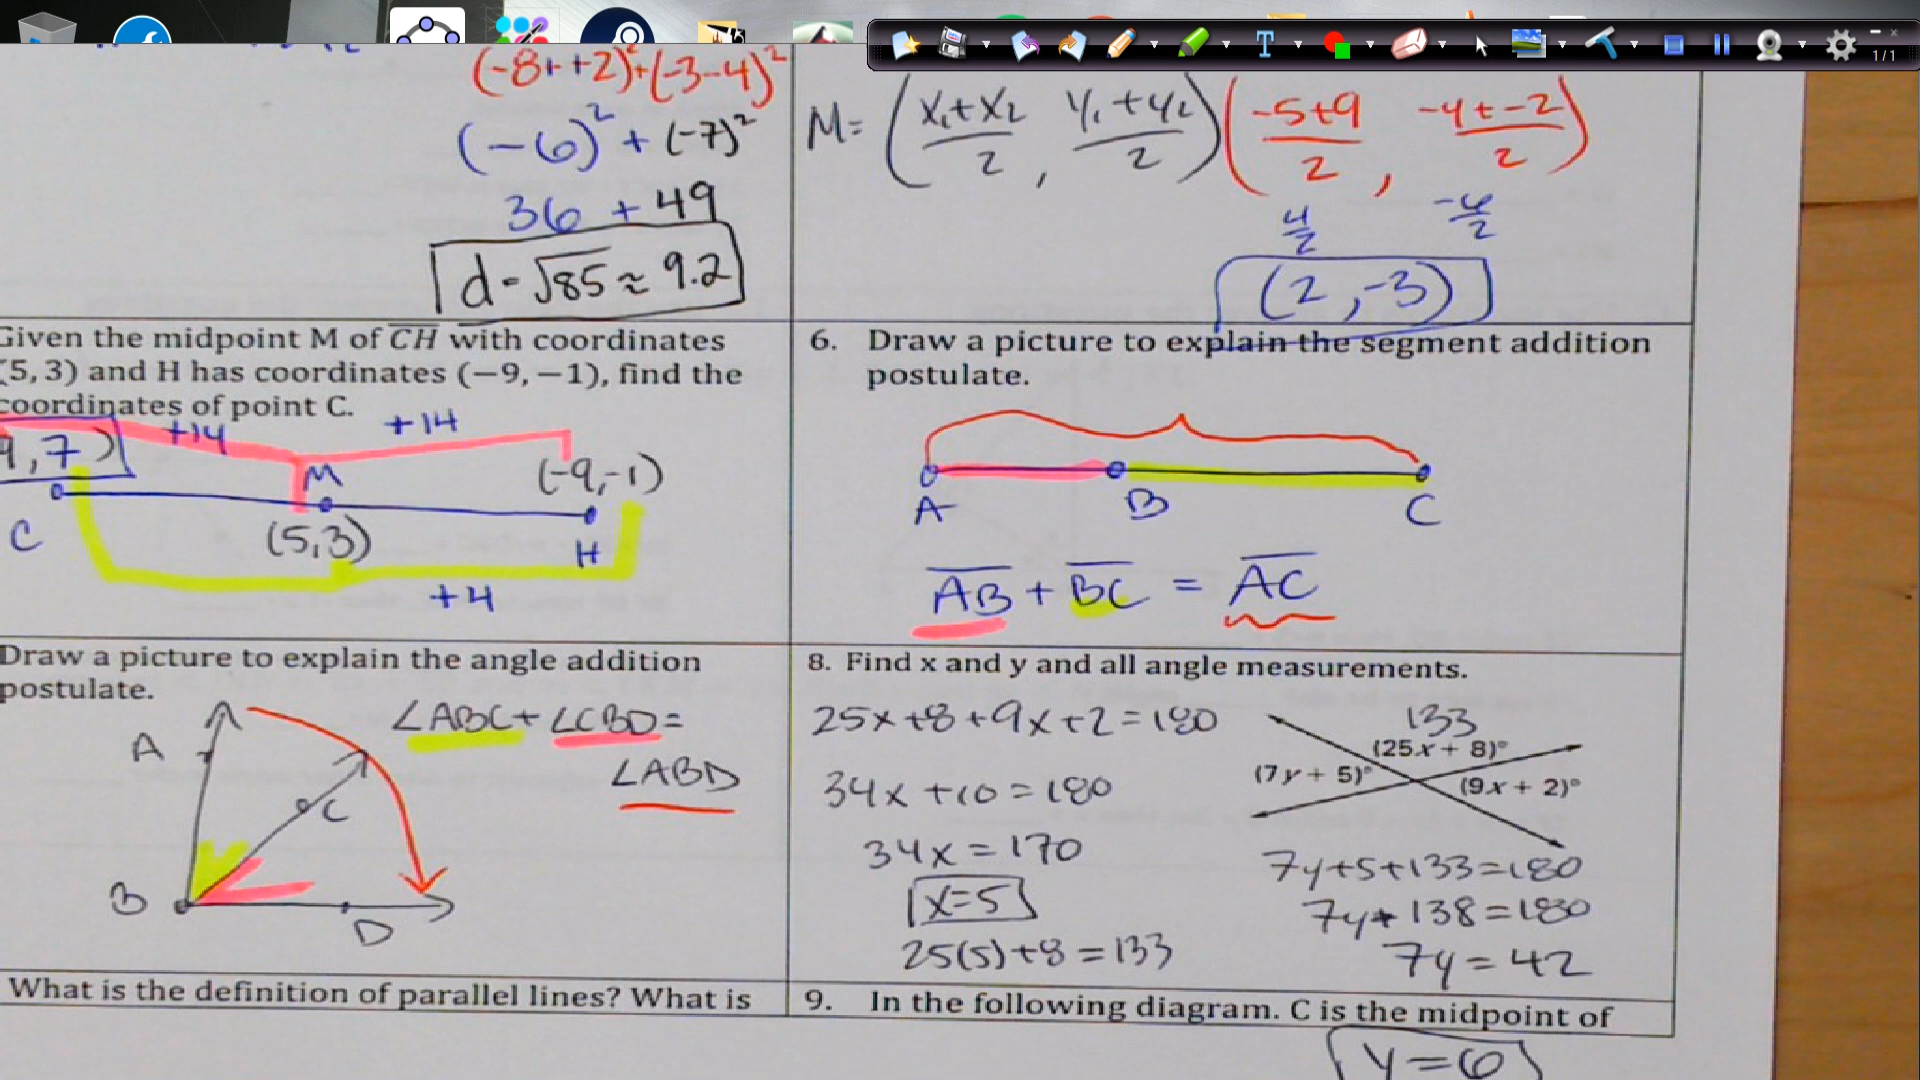 (-8++2)²+(-3-4)²
(-6)² + (-7)²
36 + 49
d = √85 ≈ 9.2
M= (x₁+x₂/2 , y₁+y₂/2) (-5+9/2 , -4+-2/2)
4/2 -6/2
(2,-3)
Given the midpoint M of CH with coordinates
(5,3) and H has coordinates (−9,−1), find the
coordinates of point C.
+14 +14
,7)
M
(-9,-1)
C
(5,3)
H
+4
6. Draw a picture to explain the segment addition
postulate.
A B C
AB + BC = AC
Draw a picture to explain the angle addition
postulate.
∠ABC + ∠CBD =
∠ABD
A
C
B
D
8. Find x and y and all angle measurements.
25x+8+9x+2=180
34x+10=180
34x=170
x=5
25(5)+8=133
133
(25x + 8)°
(7y + 5)°
(9x + 2)°
7y+5+133=180
7y+138=180
7y=42
What is the definition of parallel lines? What is
9. In the following diagram. C is the midpoint of
y=6
T
1/1